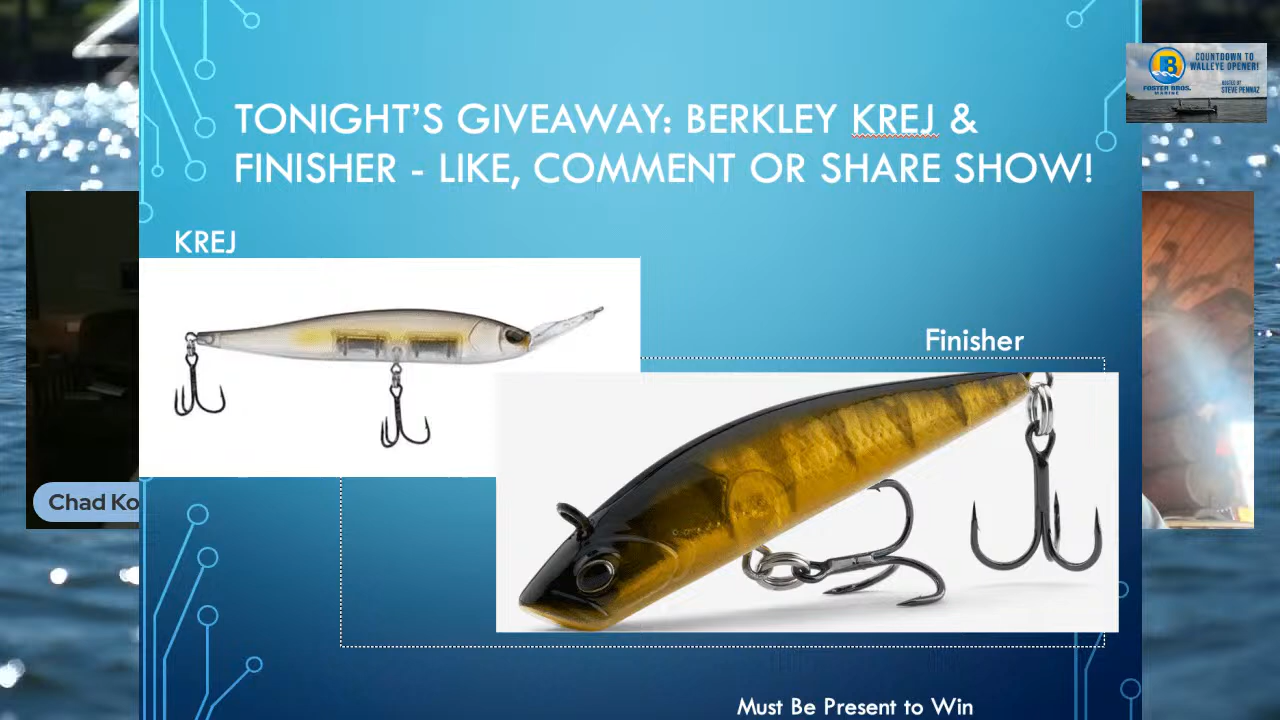 TONIGHT'S GIVEAWAY: BERKLEY KREJ &
FINISHER - LIKE, COMMENT OR SHARE SHOW!
COUNTDOWN TO
WALLEYE OPENER!
HOSTED BY
STEVE PENNAZ
B
FOSTER BROS.
MARINE
KREJ
Finisher
Chad Ko
Must Be Present to Win